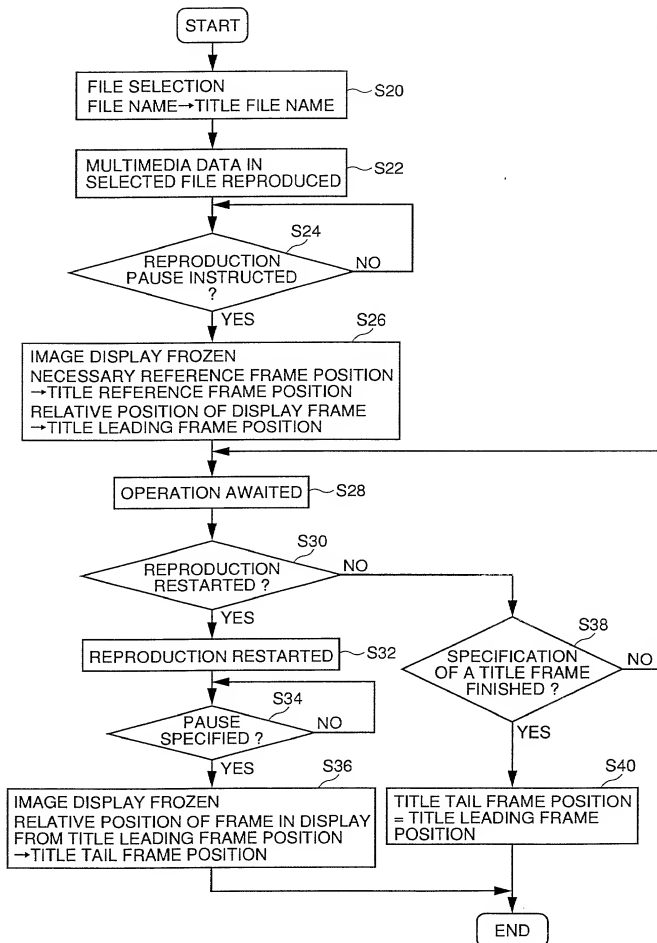 START
FILE SELECTION
FILE NAME→TITLE FILE NAME
S20
MULTIMEDIA DATA IN
SELECTED FILE REPRODUCED
S22
S24
REPRODUCTION
PAUSE INSTRUCTED
?
NO
YES
S26
IMAGE DISPLAY FROZEN
NECESSARY REFERENCE FRAME POSITION
→TITLE REFERENCE FRAME POSITION
RELATIVE POSITION OF DISPLAY FRAME
→TITLE LEADING FRAME POSITION
OPERATION AWAITED
S28
S30
REPRODUCTION
RESTARTED ?
NO
YES
REPRODUCTION RESTARTED
S32
S34
PAUSE
SPECIFIED ?
NO
YES
S36
IMAGE DISPLAY FROZEN
RELATIVE POSITION OF FRAME IN DISPLAY
FROM TITLE LEADING FRAME POSITION
→TITLE TAIL FRAME POSITION
S38
SPECIFICATION
OF A TITLE FRAME
FINISHED ?
NO
YES
S40
TITLE TAIL FRAME POSITION
= TITLE LEADING FRAME
POSITION
END